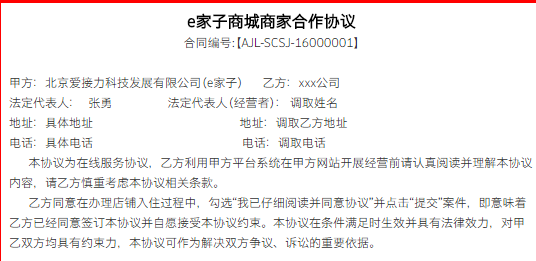 e家子商城商家合作协议
合同编号:【AJL-SCSJ-16000001】
甲方: 北京爱接力科技发展有限公司(e家子) 乙方: xxx公司
法定代表人: 张勇 法定代表人(经营者): 调取姓名
地址: 具体地址 地址: 调取乙方地址
电话: 具体电话 电话: 调取电话
本协议为在线服务协议，乙方利用甲方平台系统在甲方网站开展经营前请认真阅读并理解本协议
内容，请乙方慎重考虑本协议相关条款。
乙方同意在办理店铺入住过程中，勾选“我已仔细阅读并同意协议”并点击“提交”案件，即意味着
乙方已经同意签订本协议并自愿接受本协议约束。本协议在条件满足时生效并具有法律效力，对甲
乙双方均具有约束力，本协议可作为解决双方争议、诉讼的重要依据。